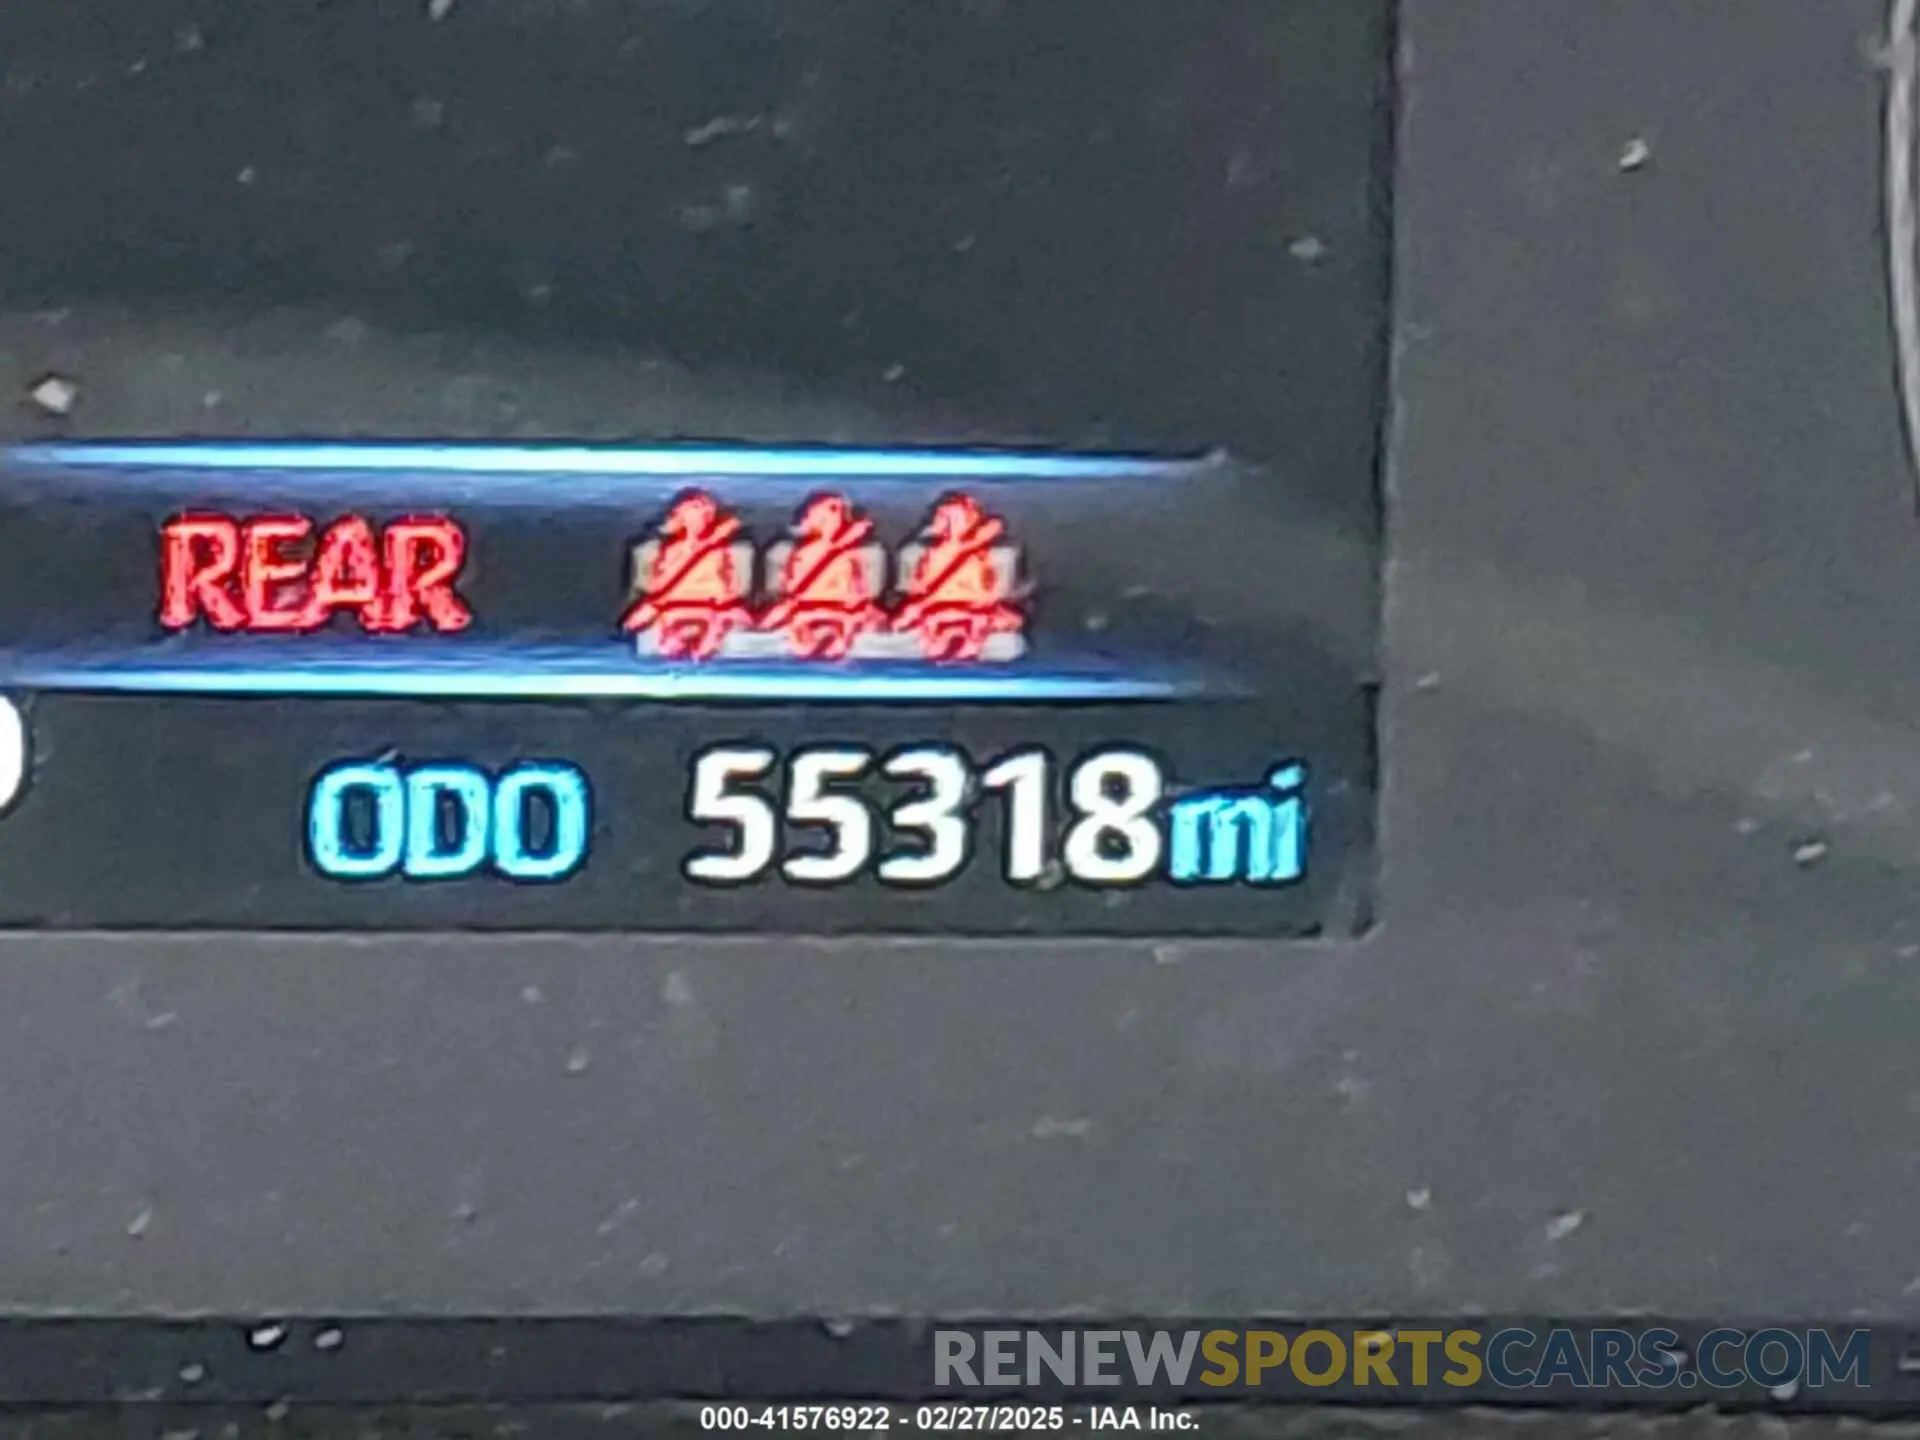 REAR
ODO 55318mi
RENEWSPORTSCARS.COM
000-41576922 - 02/27/2025 - IAA Inc.